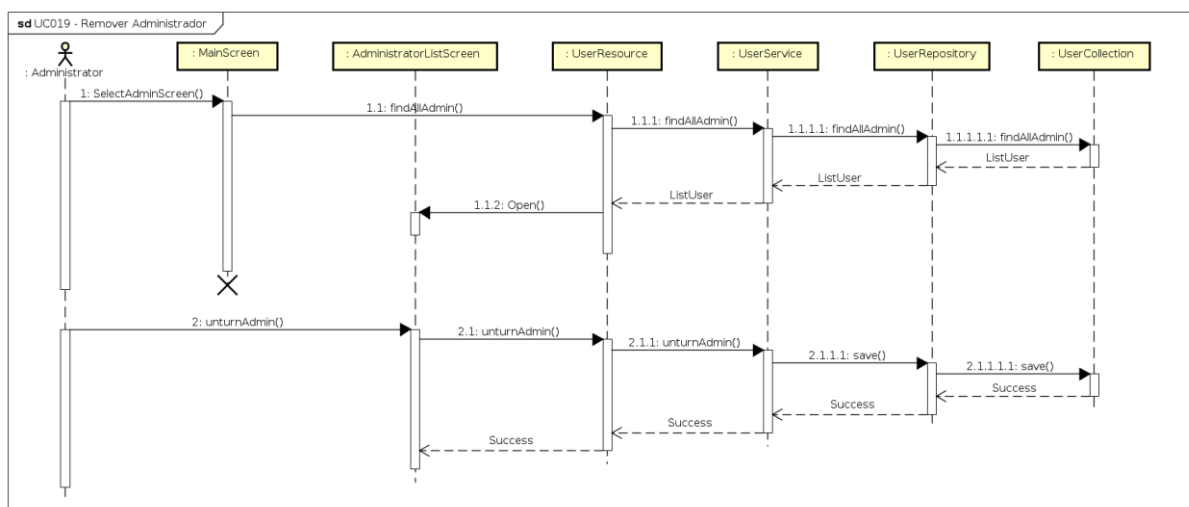 sd UC019 - Remover Administrador
: Administrator
: MainScreen
: AdministratorListScreen
: UserResource
: UserService
: UserRepository
: UserCollection
1: SelectAdminScreen()
1.1: findAllAdmin()
1.1.1: findAllAdmin()
1.1.1.1: findAllAdmin()
1.1.1.1.1: findAllAdmin()
ListUser
ListUser
ListUser
1.1.2: Open()
2: unturnAdmin()
2.1: unturnAdmin()
2.1.1: unturnAdmin()
2.1.1.1: save()
2.1.1.1.1: save()
Success
Success
Success
Success